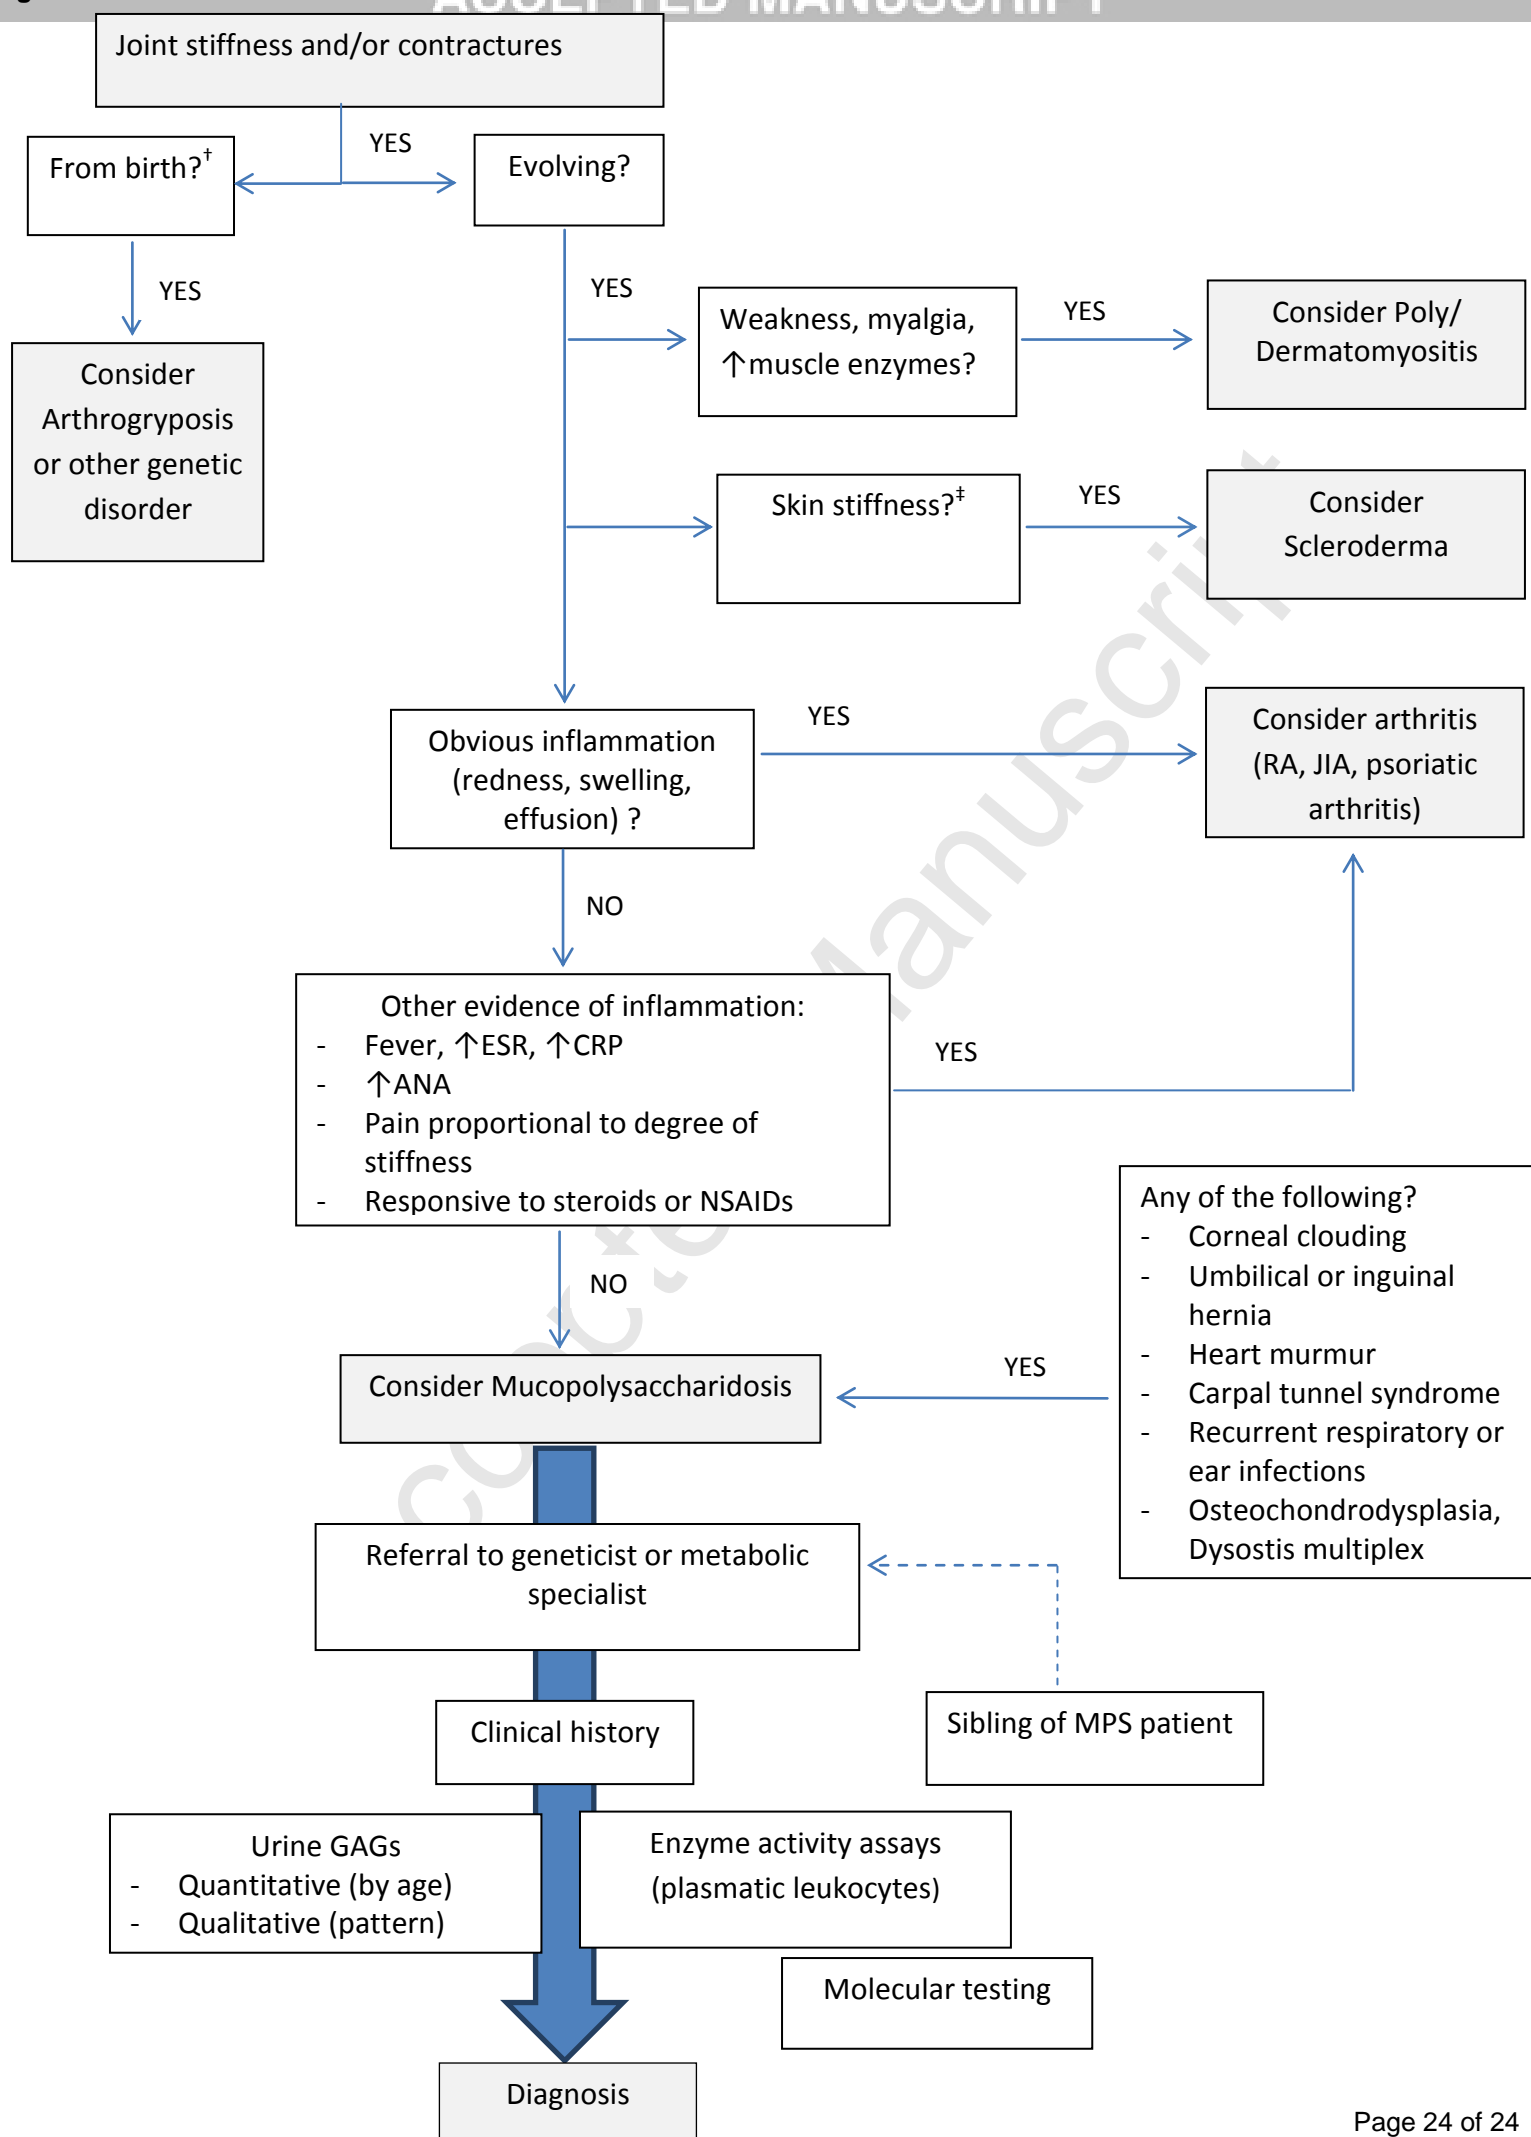 ACCEPTED MANUSCRIPT
Joint stiffness and/or contractures
YES
From birth?†
Evolving?
YES
YES
Weakness, myalgia,
↑muscle enzymes?
YES
Consider Poly/
Dermatomyositis
Consider
Arthrogryposis
or other genetic
disorder
Skin stiffness?‡
YES
Consider
Scleroderma
Obvious inflammation
(redness, swelling,
effusion) ?
YES
Consider arthritis
(RA, JIA, psoriatic
arthritis)
NO
Other evidence of inflammation:
- Fever, ↑ESR, ↑CRP
- ↑ANA
- Pain proportional to degree of
stiffness
- Responsive to steroids or NSAIDs
YES
NO
Any of the following?
- Corneal clouding
- Umbilical or inguinal
hernia
- Heart murmur
- Carpal tunnel syndrome
- Recurrent respiratory or
ear infections
- Osteochondrodysplasia,
Dysostis multiplex
YES
Consider Mucopolysaccharidosis
Referral to geneticist or metabolic
specialist
Clinical history
Sibling of MPS patient
Urine GAGs
- Quantitative (by age)
- Qualitative (pattern)
Enzyme activity assays
(plasmatic leukocytes)
Molecular testing
Diagnosis
Page 24 of 24